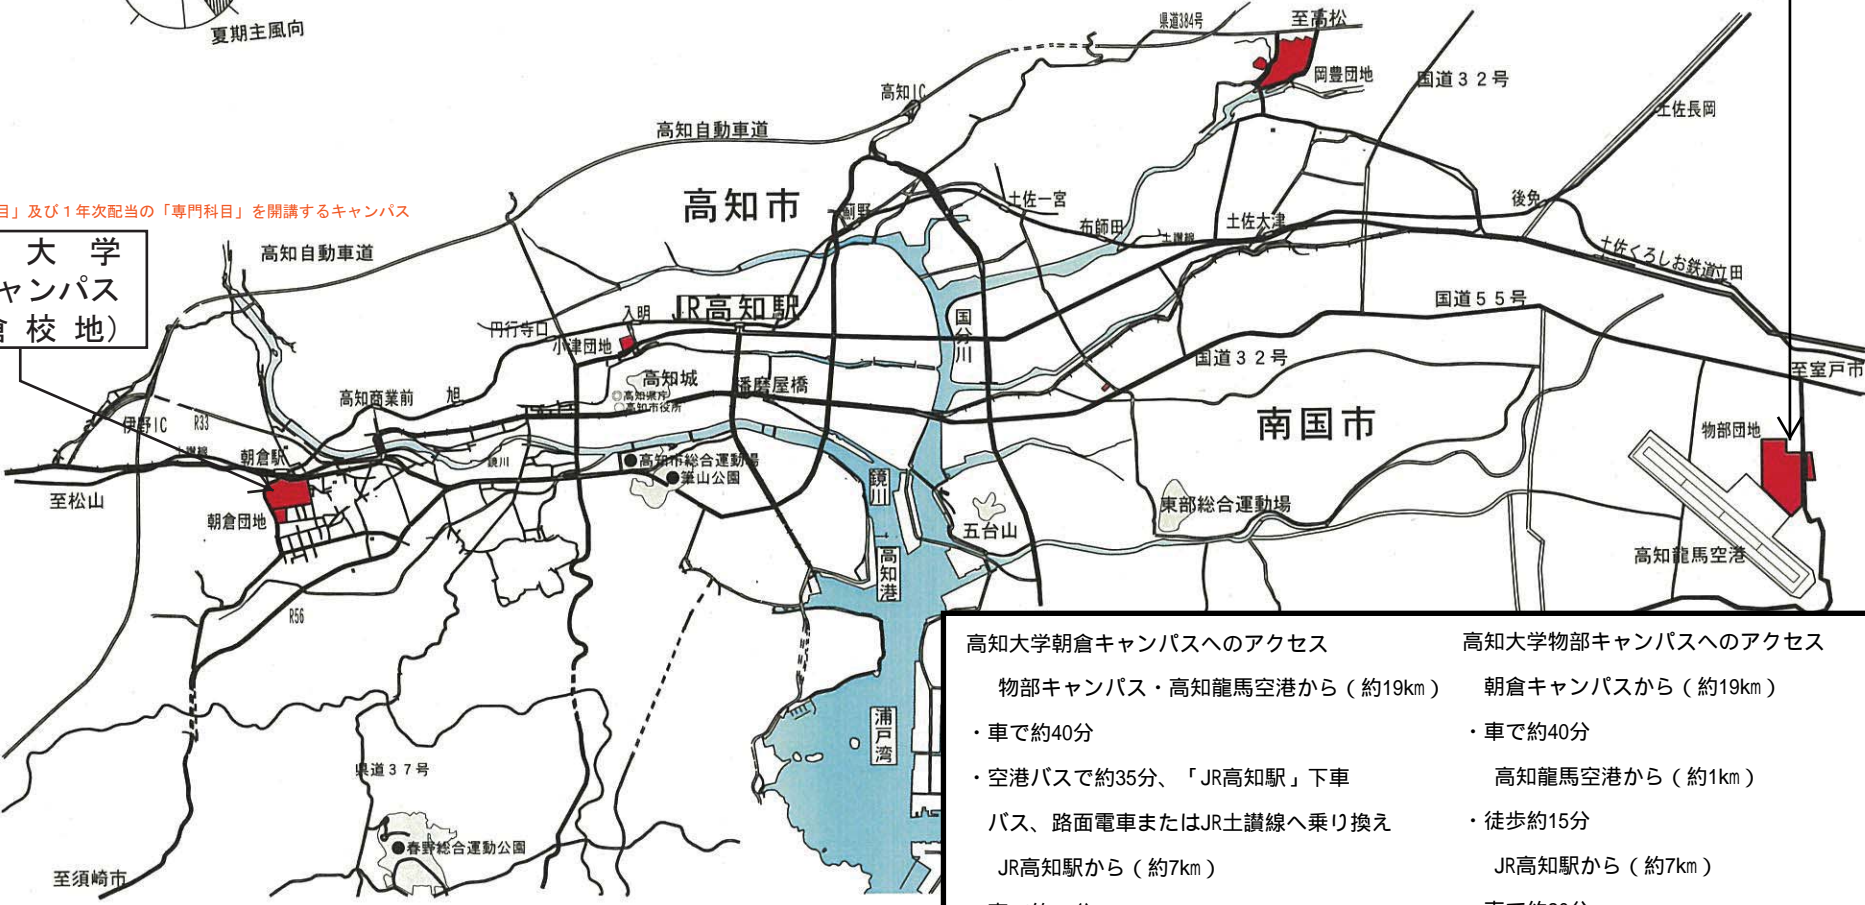 夏期主風向
県道384号
至高松
岡豊団地
国道32号
高知IC
土佐長岡
高知自動車道
高知市
目」及び1年次配当の「専門科目」を開講するキャンパス
大 学
ャンパス
校 地）
高知自動車道
薊野
土佐一宮
布師田
土讃線
土佐大津
後免
土佐くろしお鉄道
立田
国道55号
JR高知駅
入明
円行寺口
小津団地
国分川
国道32号
至室戸市
高知城
播磨屋橋
◎高知県庁
○高知市役所
高知商業前
旭
伊野IC
R33
土讃線
朝倉駅
鏡川
●高知市総合運動場
●筆山公園
南国市
物部団地
至松山
朝倉団地
鏡川
五台山
東部総合運動場
高知龍馬空港
高知港
R56
浦戸湾
県道37号
●春野総合運動公園
至須崎市
高知大学朝倉キャンパスへのアクセス
物部キャンパス・高知龍馬空港から（約19㎞）
・車で約40分
・空港バスで約35分、「JR高知駅」下車
バス、路面電車またはJR土讃線へ乗り換え
JR高知駅から（約7㎞）
高知大学物部キャンパスへのアクセス
朝倉キャンパスから（約19㎞）
・車で約40分
高知龍馬空港から（約1㎞）
・徒歩約15分
JR高知駅から（約7㎞）